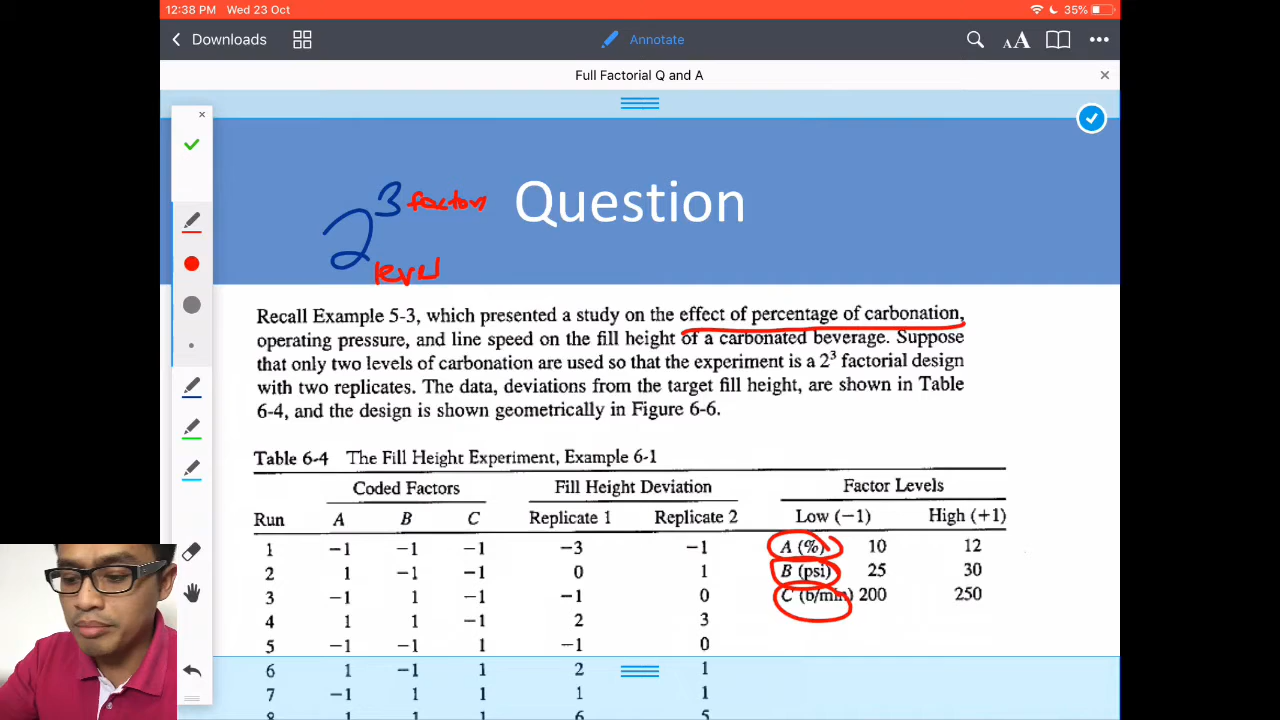 12:38 PM Wed 23 Oct 35%
Downloads Annotate AA
Full Factorial Q and A
2 3 factors
level
Question
Recall Example 5-3, which presented a study on the effect of percentage of carbonation,
operating pressure, and line speed on the fill height of a carbonated beverage. Suppose
that only two levels of carbonation are used so that the experiment is a 2³ factorial design
with two replicates. The data, deviations from the target fill height, are shown in Table
6-4, and the design is shown geometrically in Figure 6-6.
Table 6-4 The Fill Height Experiment, Example 6-1
Coded Factors Fill Height Deviation Factor Levels
Run A B C Replicate 1 Replicate 2 Low (−1) High (+1)
1 −1 −1 −1 −3 −1 A (%) 10 12
2 1 −1 −1 0 1 B (psi) 25 30
3 −1 1 −1 −1 0 C (b/min) 200 250
4 1 1 −1 2 3
5 −1 −1 1 −1 0
6 1 −1 1 2 1
7 −1 1 1 1 1
8 1 1 1 6 5